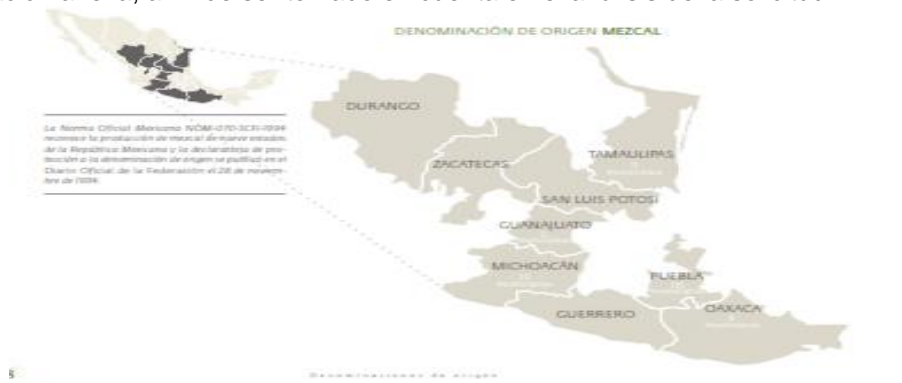 DENOMINACIÓN DE ORIGEN MEZCAL
DURANGO
La Norma Oficial Mexicana NOM-070-SCFI-1994
reconoce la producción de mezcal de nueve estados
de la República Mexicana y la declaratoria de pro-
tección a la denominación de origen se publicó en el
Diario Oficial de la Federación el 28 de noviem-
bre de 1994.
ZACATECAS
TAMAULIPAS
SAN LUIS POTOSÍ
GUANAJUATO
MICHOACÁN
PUEBLA
GUERRERO
OAXACA
Denominaciones de origen